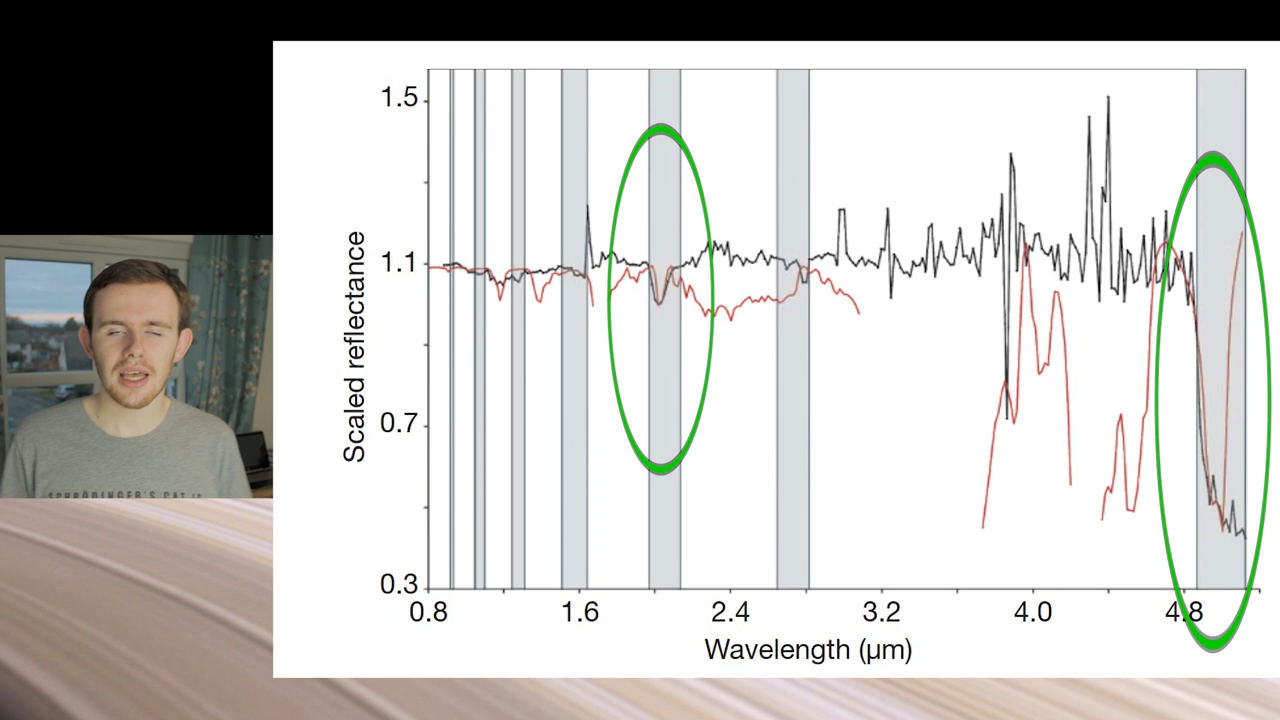 1.5
1.1
0.7
0.3
Scaled reflectance
0.8 1.6 2.4 3.2 4.0 4.8
Wavelength (μm)
SCHRÖDINGER'S CAT IS